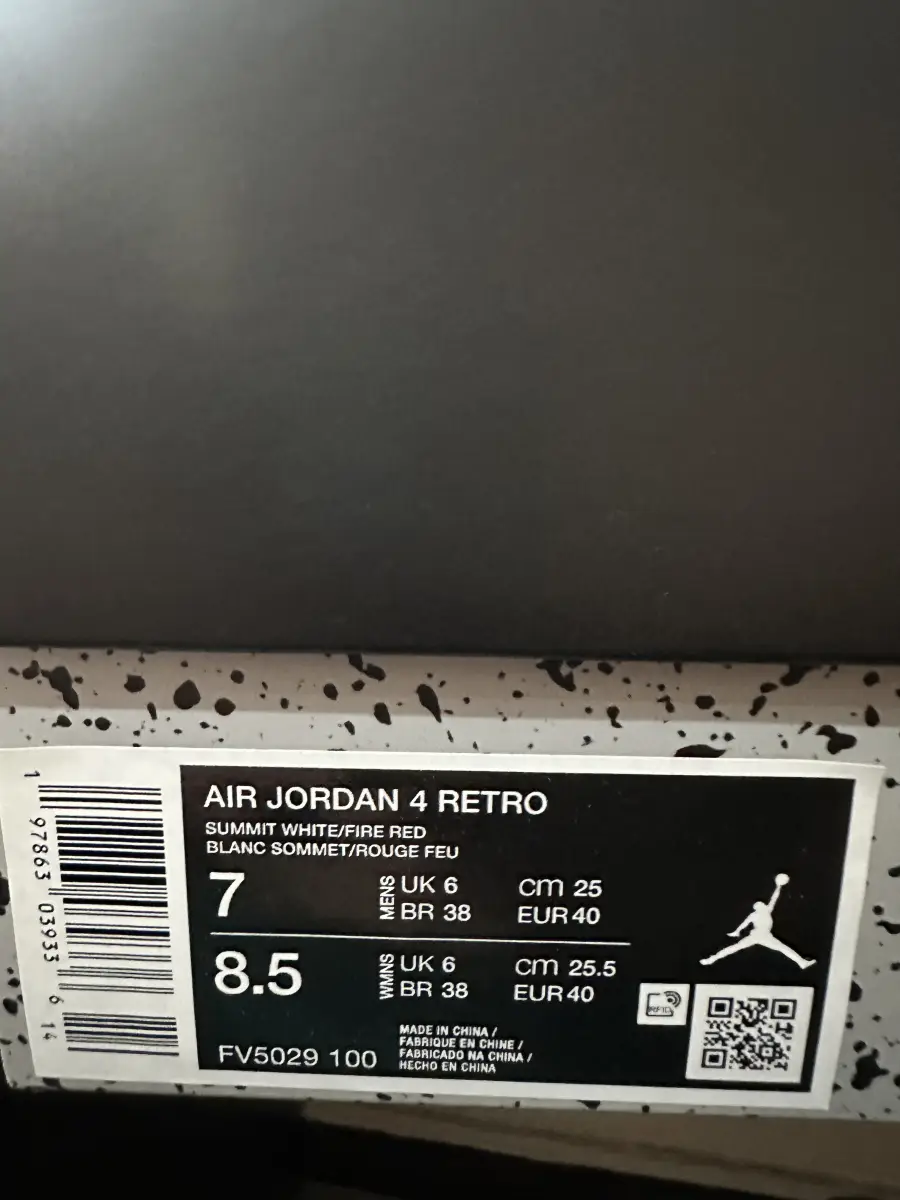 AIR JORDAN 4 RETRO
SUMMIT WHITE/FIRE RED
BLANC SOMMET/ROUGE FEU
7 MENS UK 6 cm 25
BR 38 EUR 40
8.5 WMNS UK 6 cm 25.5
BR 38 EUR 40
FV5029 100
MADE IN CHINA /
FABRIQUE EN CHINE /
FABRICADO NA CHINA /
HECHO EN CHINA
RFID
1 97863 03933 6 14